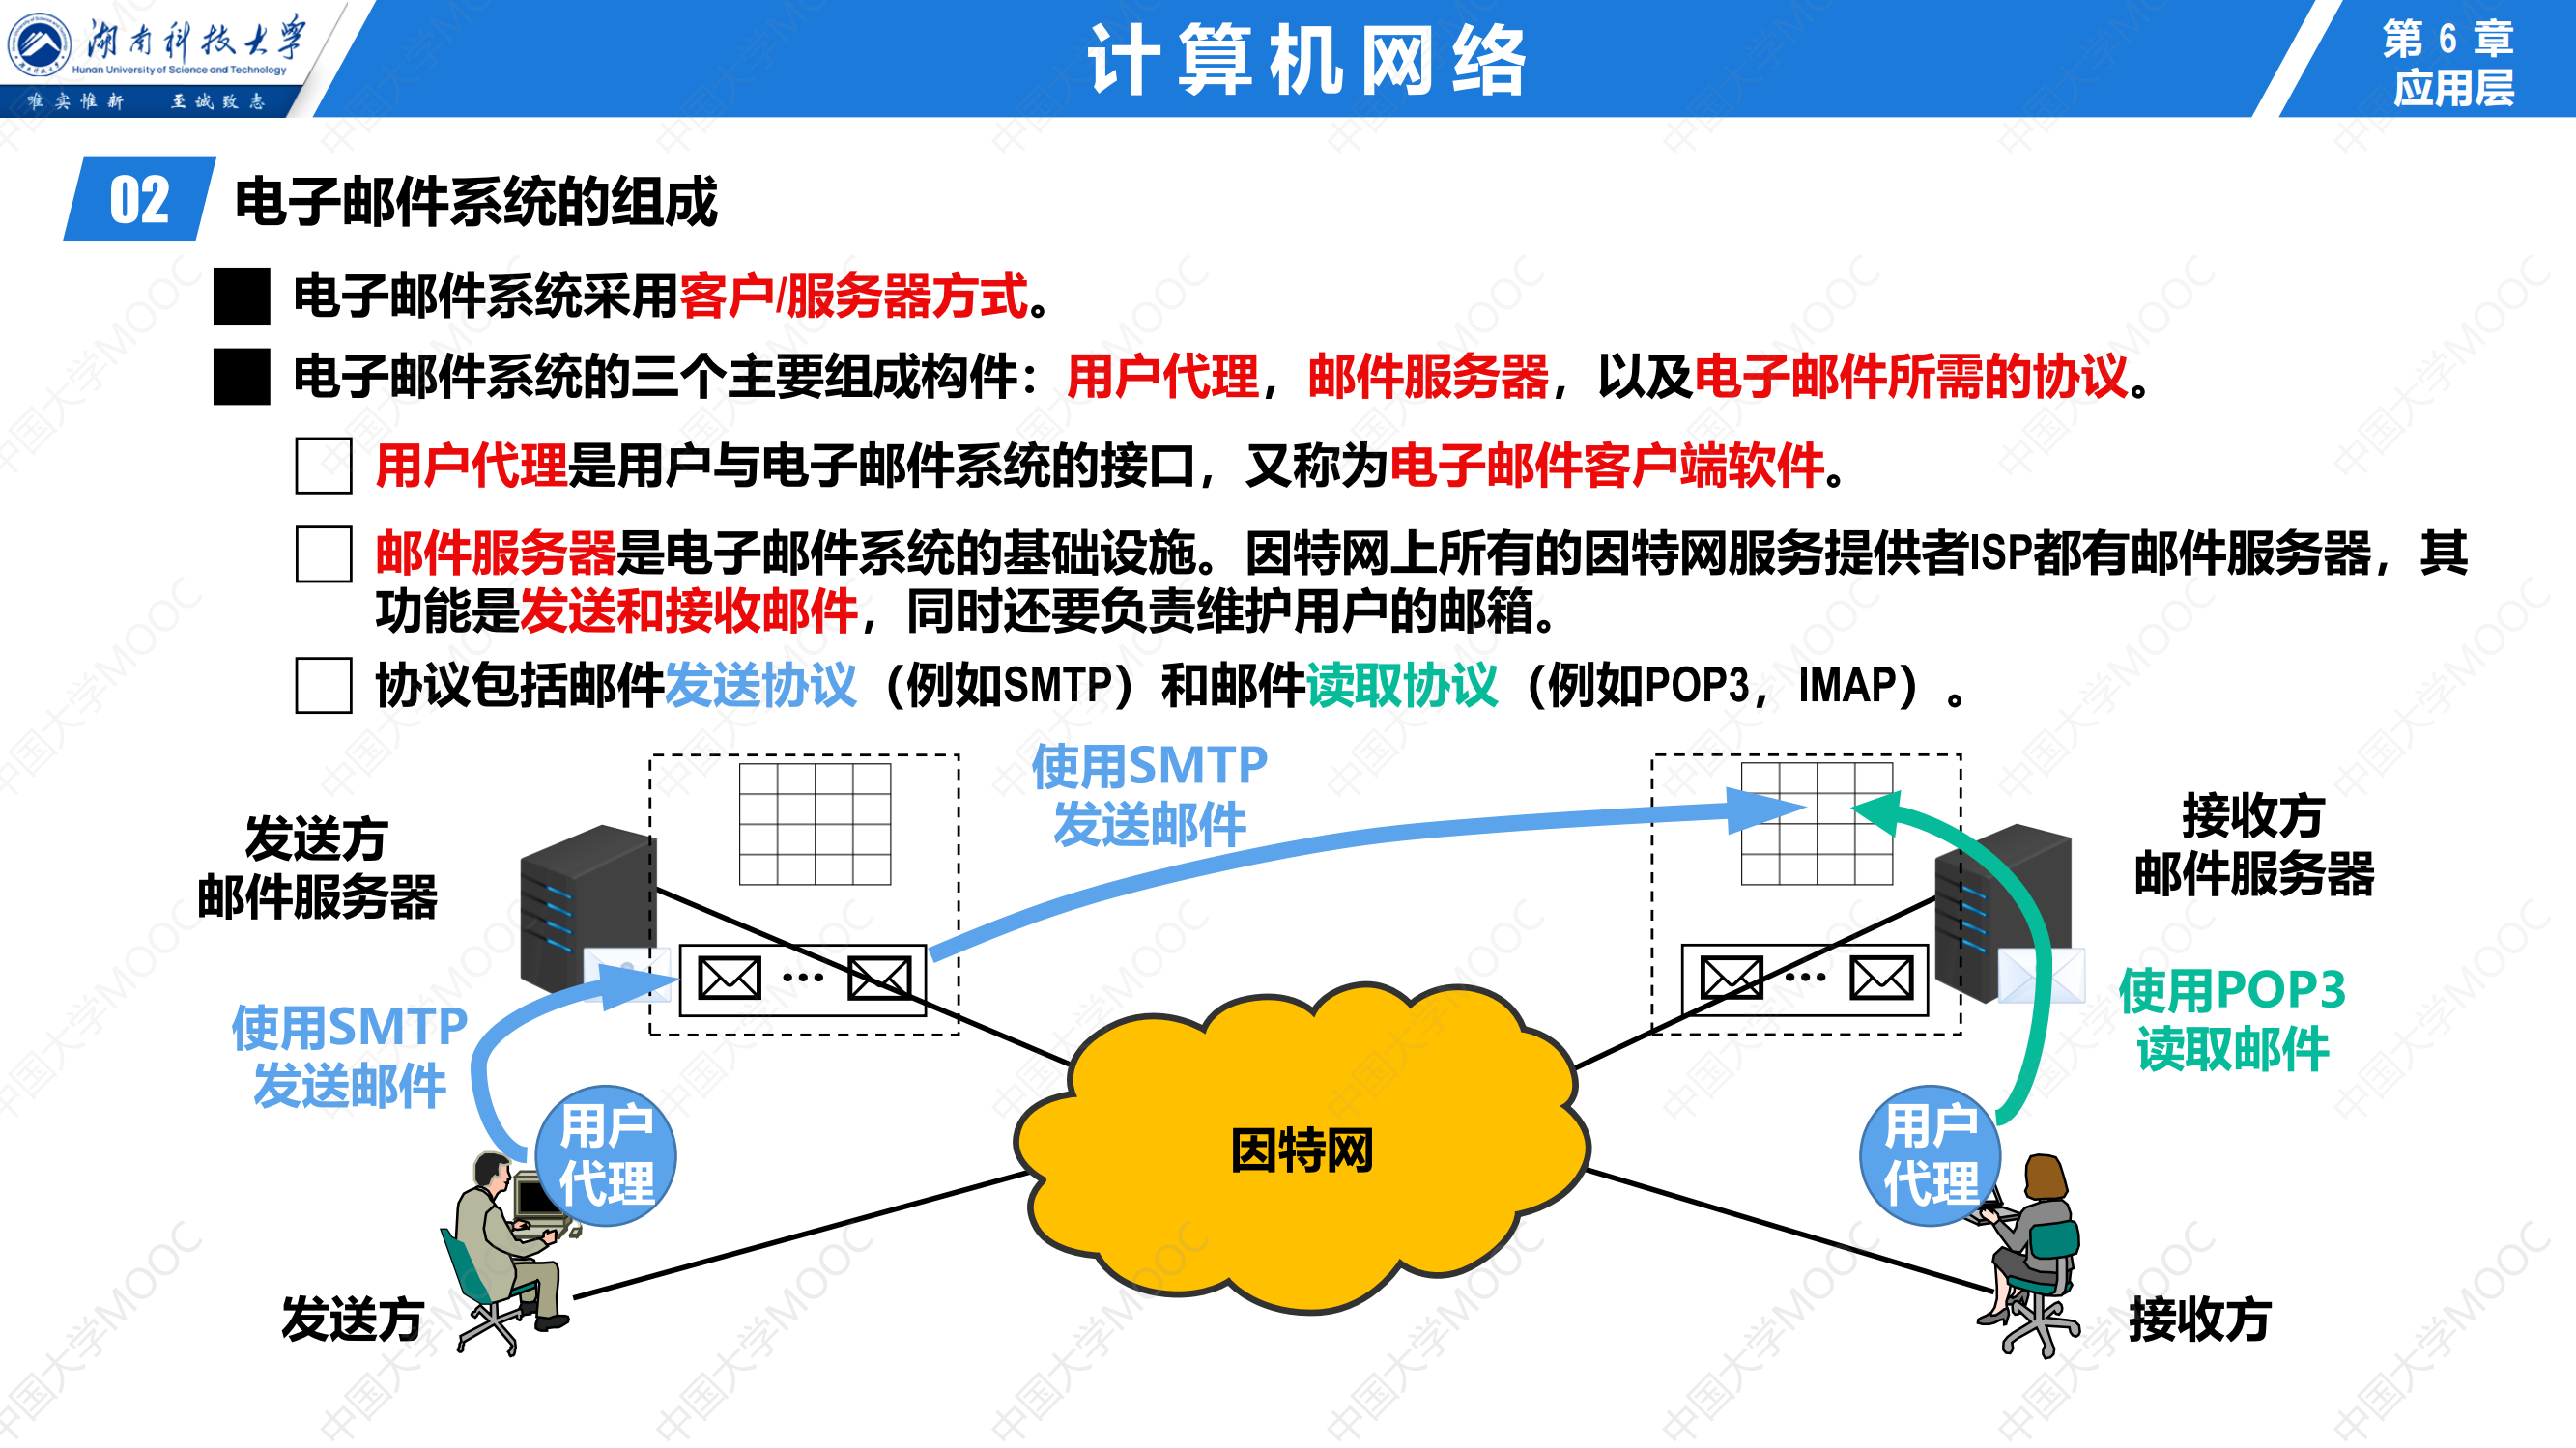 湖南科技大学
Hunan University of Science and Technology
唯实惟新 至诚致志
计算机网络
第 6 章
应用层
02 电子邮件系统的组成
电子邮件系统采用客户/服务器方式。
电子邮件系统的三个主要组成构件：用户代理，邮件服务器，以及电子邮件所需的协议。
用户代理是用户与电子邮件系统的接口，又称为电子邮件客户端软件。
邮件服务器是电子邮件系统的基础设施。因特网上所有的因特网服务提供者ISP都有邮件服务器，其
功能是发送和接收邮件，同时还要负责维护用户的邮箱。
协议包括邮件发送协议（例如SMTP）和邮件读取协议（例如POP3，IMAP）。
使用SMTP
发送邮件
发送方
邮件服务器
接收方
邮件服务器
使用SMTP
发送邮件
使用POP3
读取邮件
用户
代理
因特网
用户
代理
发送方
接收方
中国大学MOOC